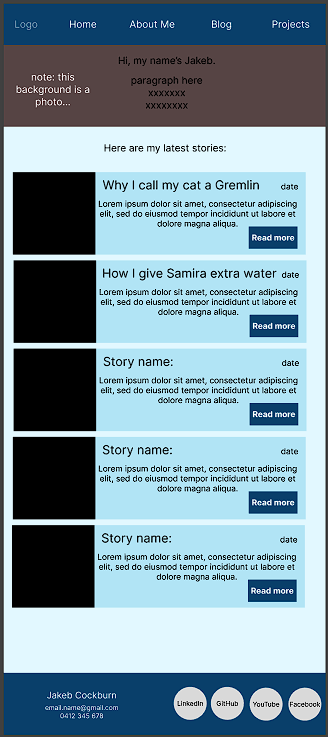 Logo Home About Me Blog Projects
Hi, my name's Jakeb.
note: this
background is a
photo...
paragraph here
xxxxxxx
xxxxxxxx
Here are my latest stories:
Why I call my cat a Gremlin date
Lorem ipsum dolor sit amet, consectetur adipiscing
elit, sed do eiusmod tempor incididunt ut labore et
dolore magna aliqua.
Read more
How I give Samira extra water date
Lorem ipsum dolor sit amet, consectetur adipiscing
elit, sed do eiusmod tempor incididunt ut labore et
dolore magna aliqua.
Read more
Story name: date
Lorem ipsum dolor sit amet, consectetur adipiscing
elit, sed do eiusmod tempor incididunt ut labore et
dolore magna aliqua.
Read more
Story name: date
Lorem ipsum dolor sit amet, consectetur adipiscing
elit, sed do eiusmod tempor incididunt ut labore et
dolore magna aliqua.
Read more
Story name: date
Lorem ipsum dolor sit amet, consectetur adipiscing
elit, sed do eiusmod tempor incididunt ut labore et
dolore magna aliqua.
Read more
Jakeb Cockburn
email.name@gmail.com
0412 345 678
LinkedIn GitHub YouTube Facebook